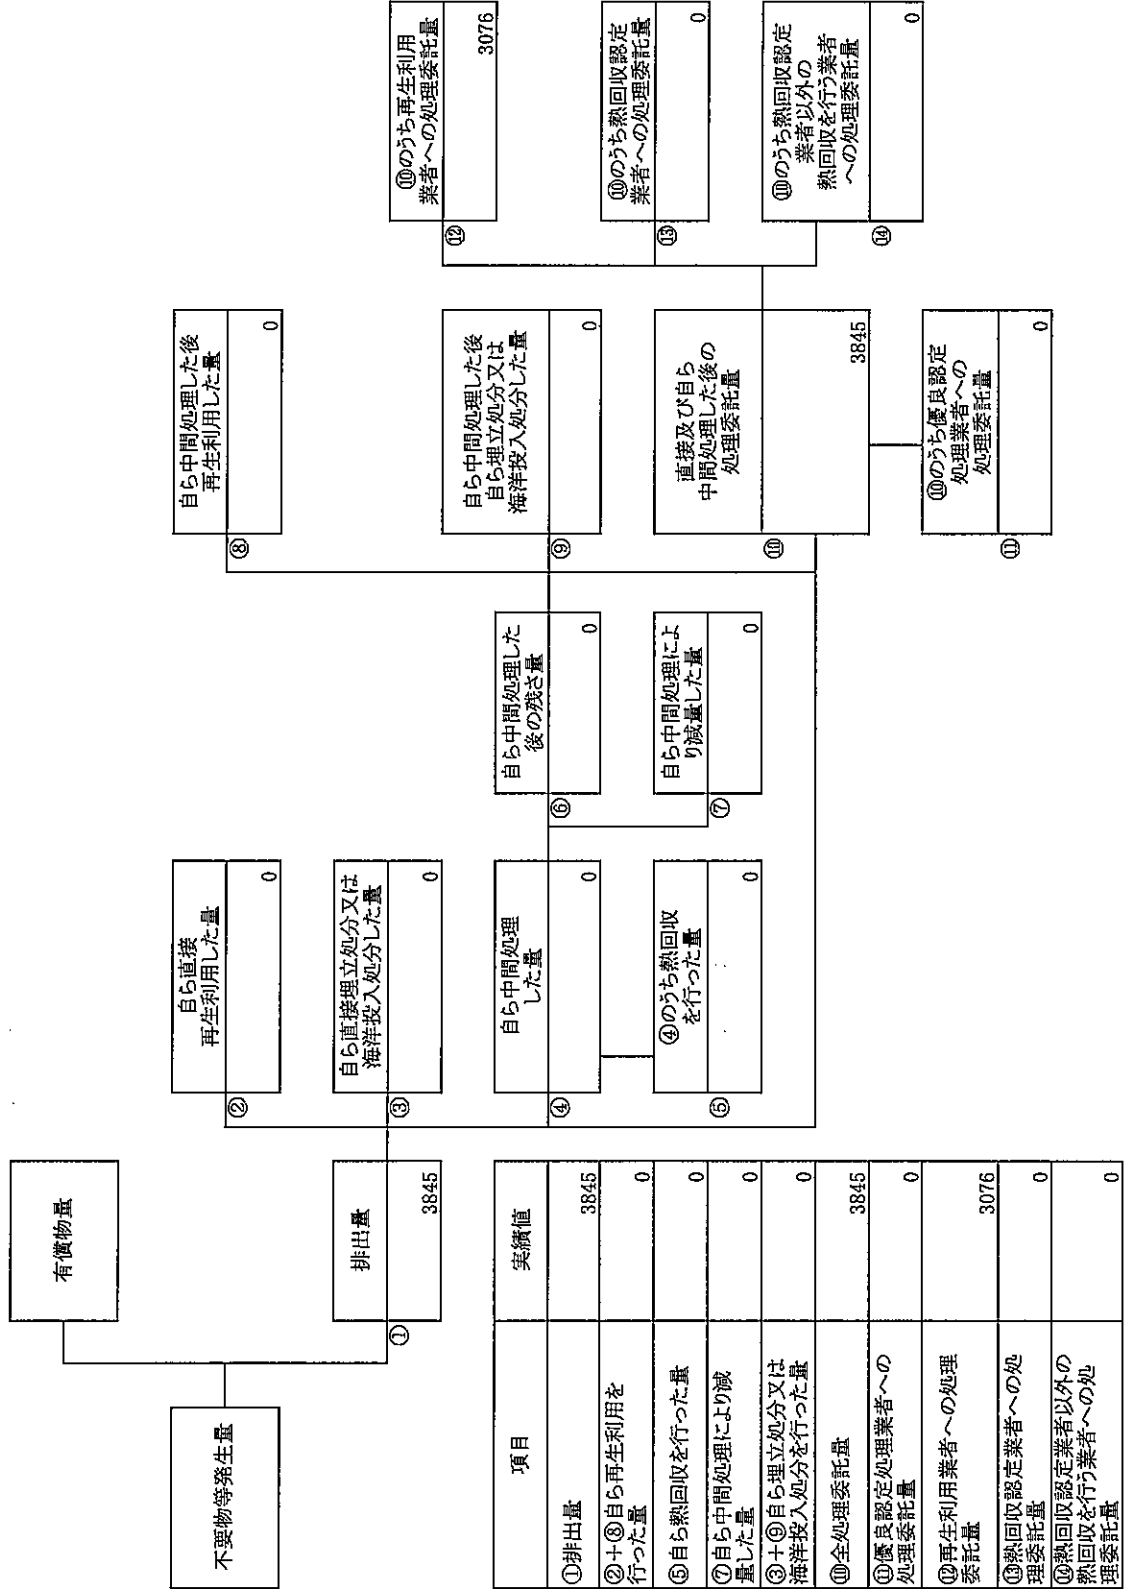 不要物等発生量
有償物量
①
排出量
3845
②
自ら直接
再生利用した量
0
③
自ら直接埋立処分又は
海洋投入処分した量
0
④
自ら中間処理
した量
0
⑤
④のうち熱回収
を行った量
0
⑥
自ら中間処理した
後の残さ量
0
⑦
自ら中間処理によ
り減量した量
0
⑧
自ら中間処理した後
再生利用した量
0
⑨
自ら中間処理した後
自ら埋立処分又は
海洋投入処分した量
0
⑩
直接及び自ら
中間処理した後の
処理委託量
3845
⑪
⑩のうち優良認定
処理業者への
処理委託量
0
⑫
⑩のうち再生利用
業者への処理委託量
3076
⑬
⑩のうち熱回収認定
業者への処理委託量
0
⑭
⑩のうち熱回収認定
業者以外の
熱回収を行う業者
への処理委託量
0
項目 実績値
①排出量 3845
②+⑧自ら再生利用を
行った量 0
⑤自ら熱回収を行った量 0
⑦自ら中間処理により減
量した量 0
③+⑨自ら埋立処分又は
海洋投入処分を行った量 0
⑩全処理委託量 3845
⑪優良認定処理業者への
処理委託量 0
⑫再生利用業者への処理
委託量 3076
⑬熱回収認定業者への処
理委託量 0
⑭熱回収認定業者以外の
熱回収を行う業者への処
理委託量 0